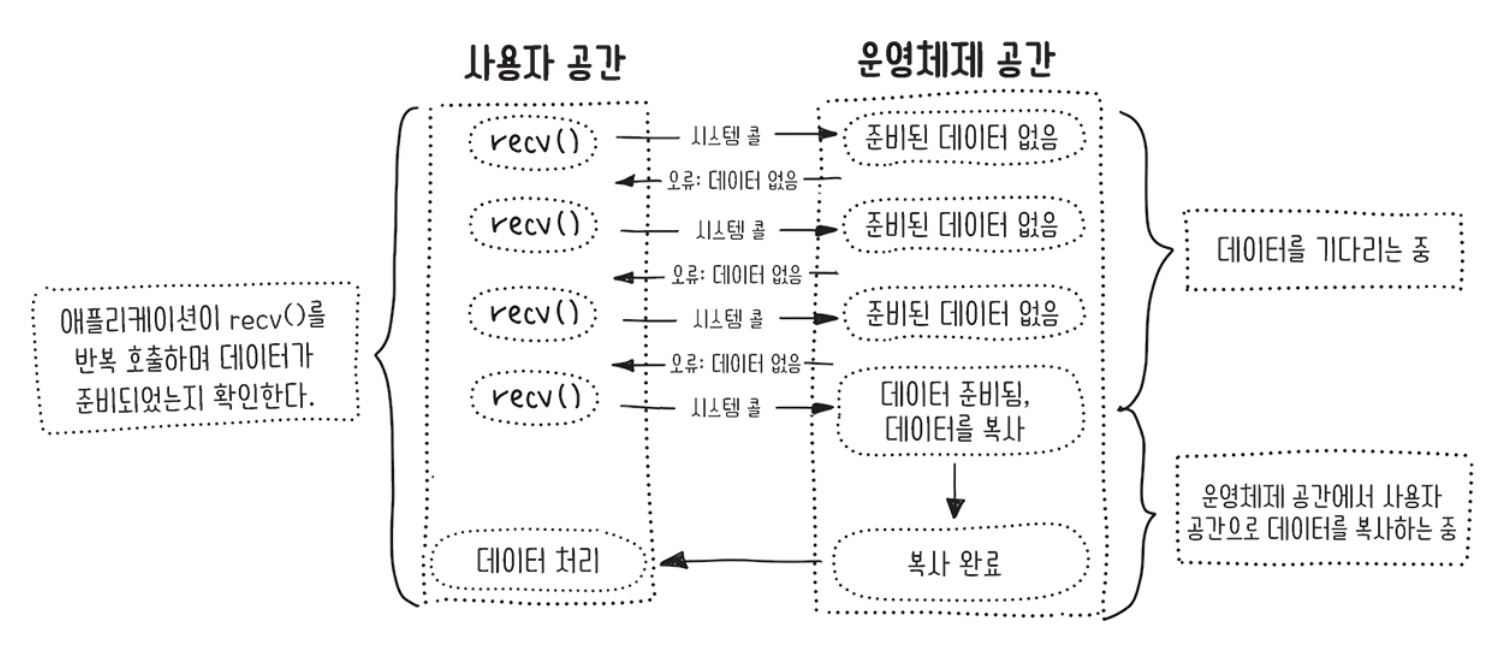 사용자 공간
운영체제 공간
recv()
시스템 콜
준비된 데이터 없음
오류: 데이터 없음
recv()
시스템 콜
준비된 데이터 없음
오류: 데이터 없음
recv()
시스템 콜
준비된 데이터 없음
오류: 데이터 없음
recv()
시스템 콜
데이터 준비됨,
데이터를 복사
데이터 처리
복사 완료
애플리케이션이 recv()를
반복 호출하며 데이터가
준비되었는지 확인한다.
데이터를 기다리는 중
운영체제 공간에서 사용자
공간으로 데이터를 복사하는 중